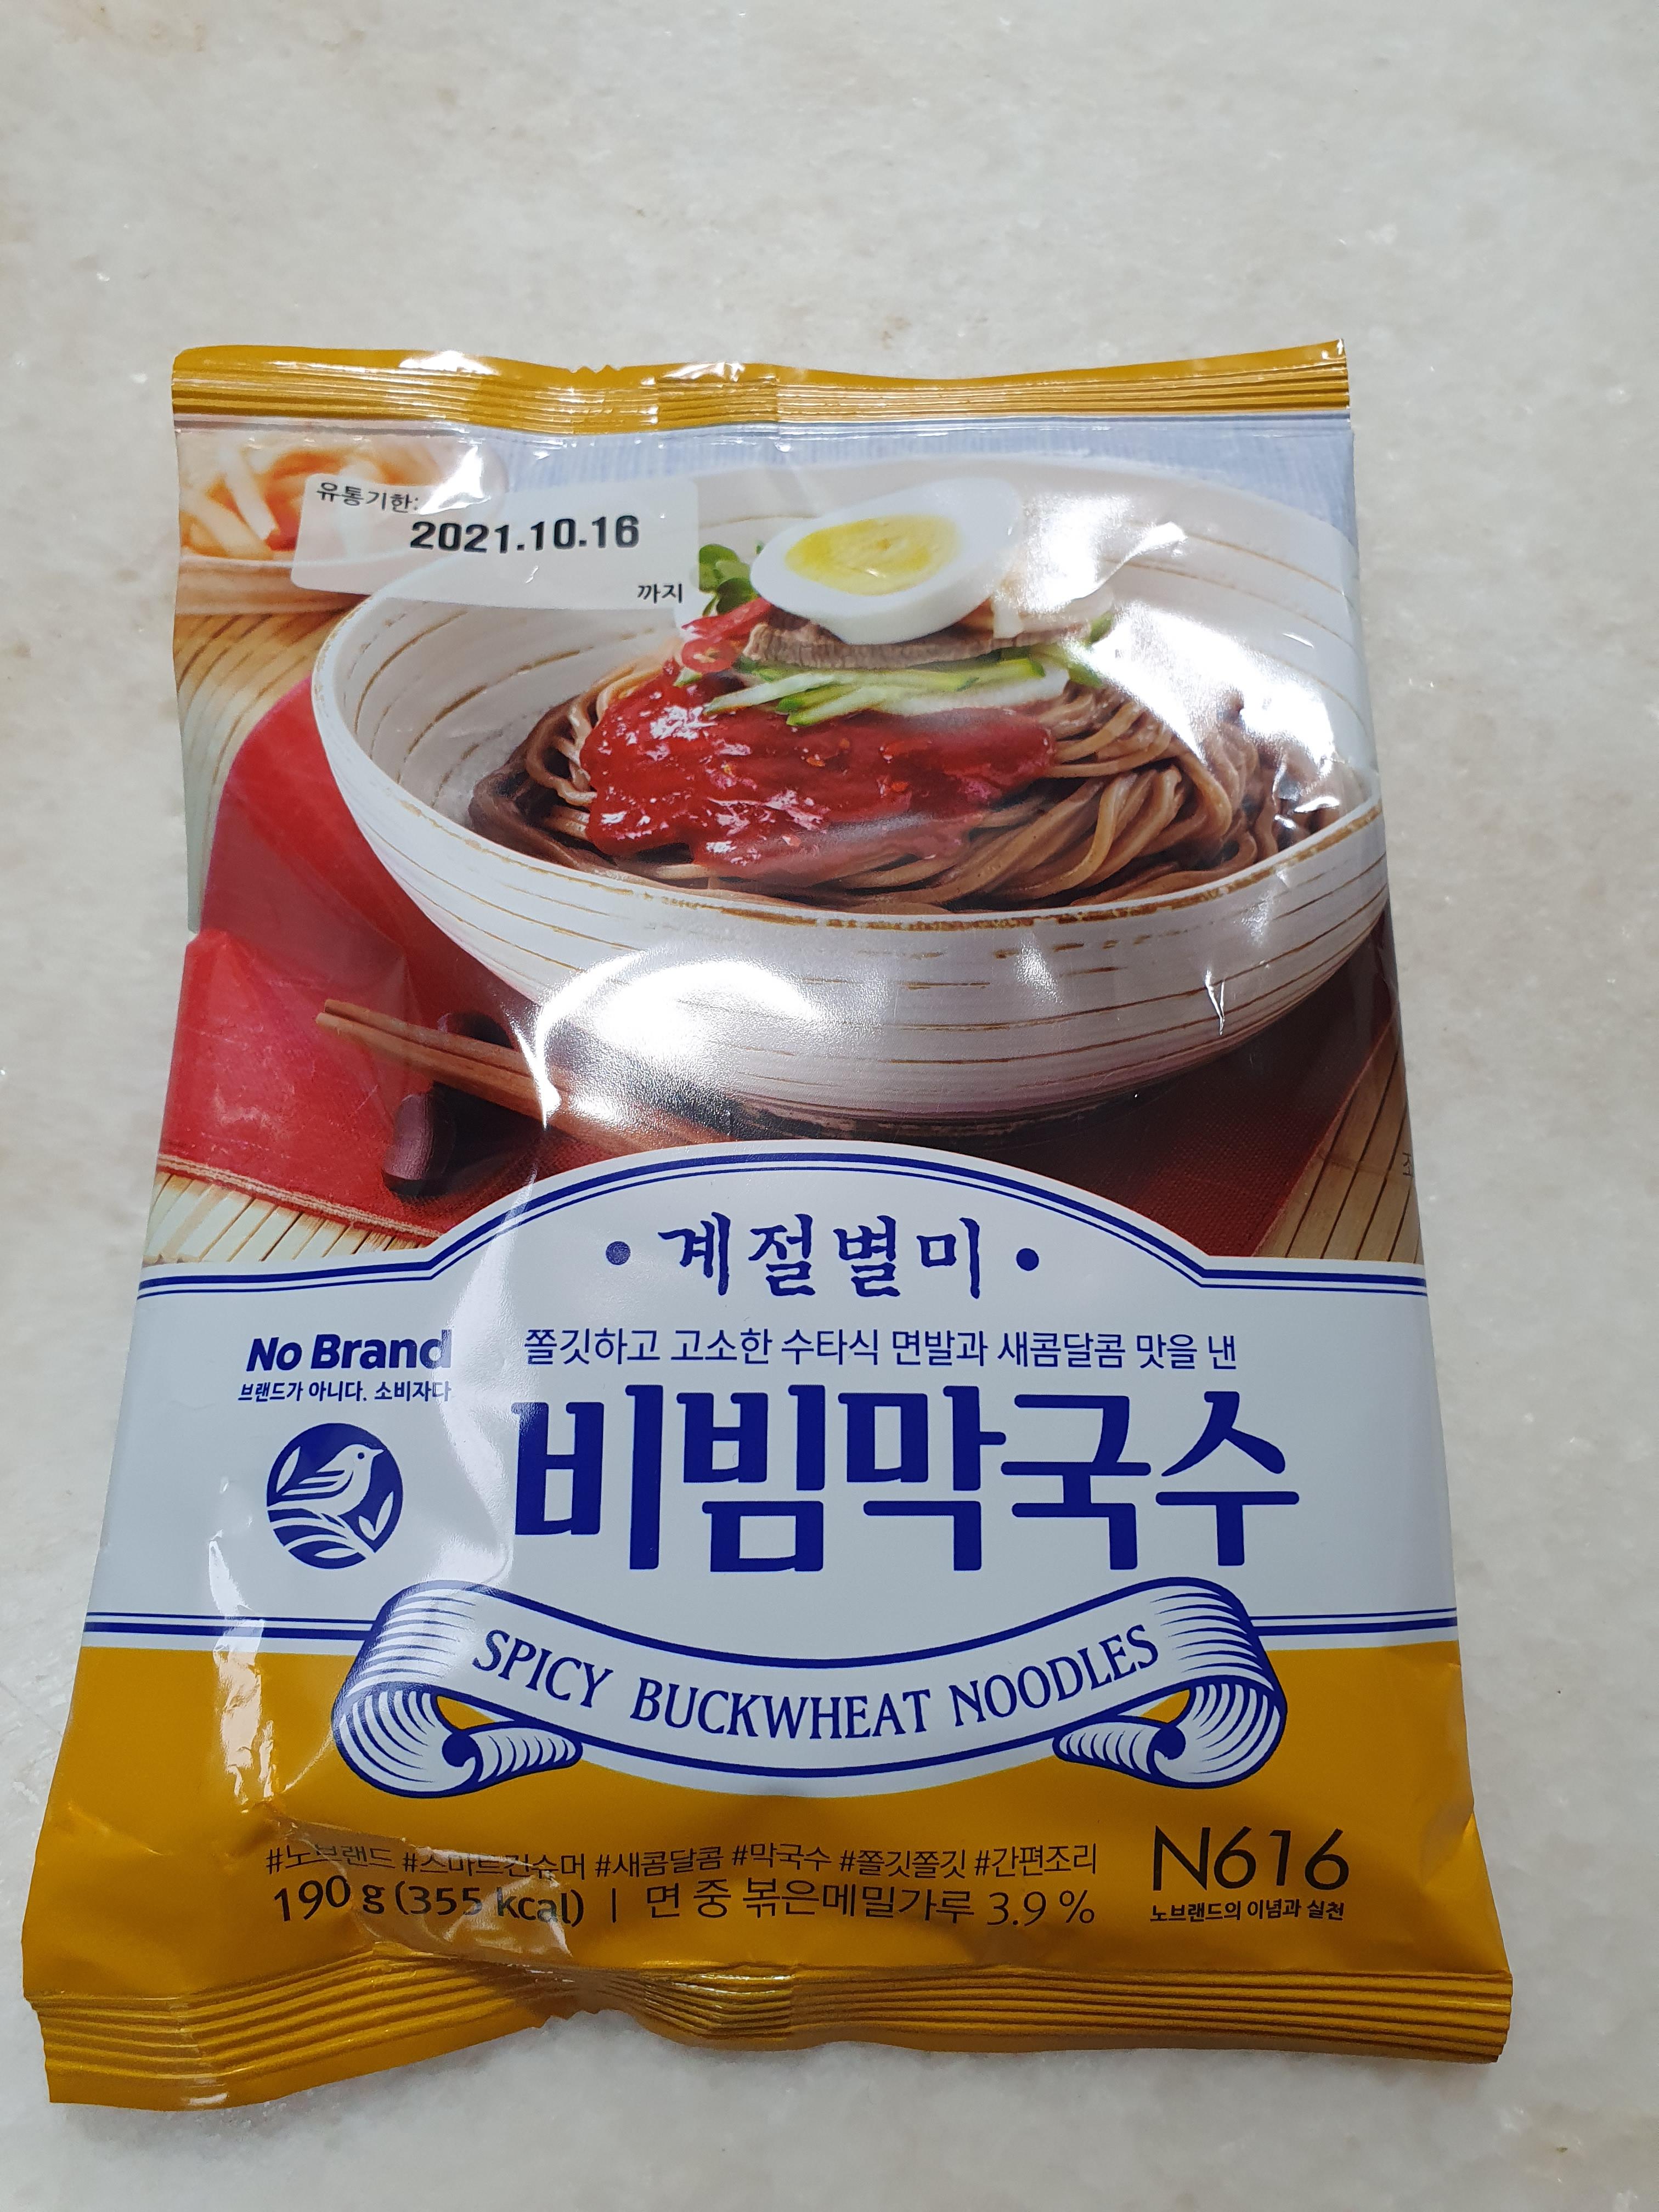 유통기한:
2021.10.16
까지
• 계절별미 •
No Brand
브랜드가 아니다. 소비자다
쫄깃하고 고소한 수타식 면발과 새콤달콤 맛을 낸
비빔막국수
SPICY BUCKWHEAT NOODLES
#노브랜드 #스마트컨슈머 #새콤달콤 #막국수 #쫄깃쫄깃 #간편조리
190 g (355 kcal) | 면 중 볶은메밀가루 3.9 %
N616
노브랜드의 이념과 실천